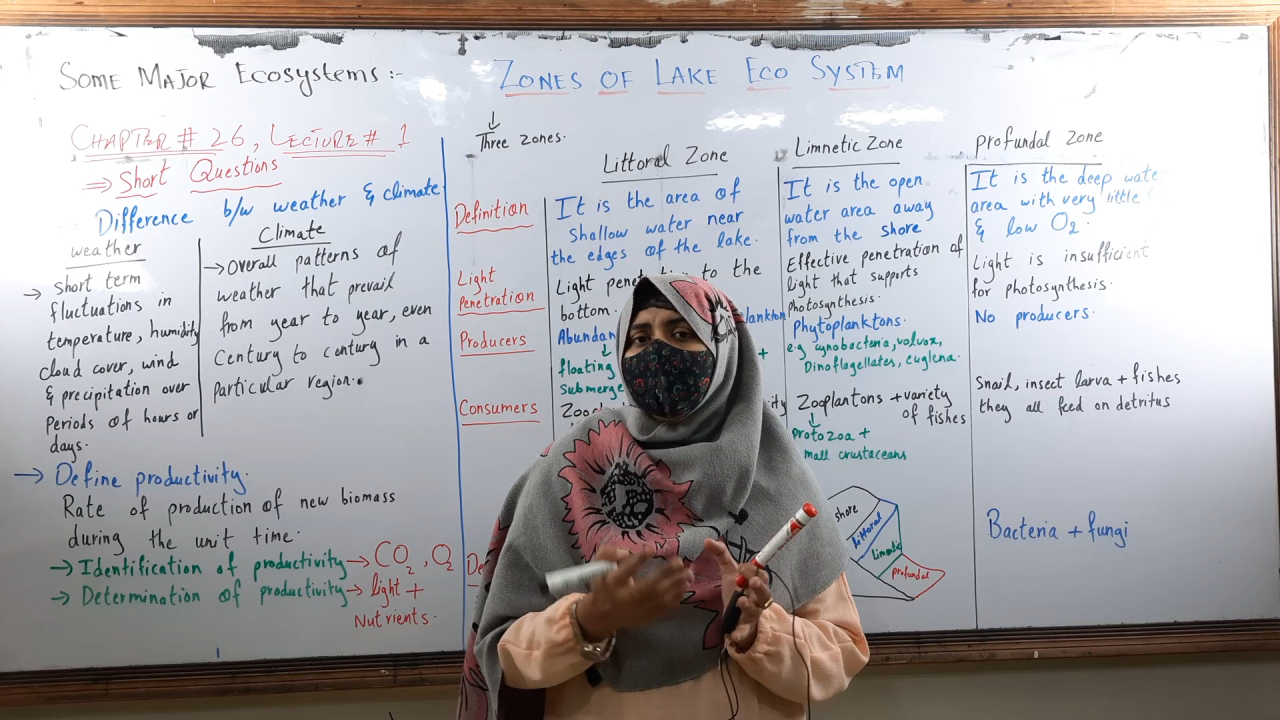 SOME MAJOR ECOSYSTEMS :-
CHAPTER # 26, LECTURE # 1
⇒ Short Questions
Difference b/w weather & climate
weather
→ short term
fluctuations in
temperature, humidity
cloud cover, wind
& precipitation over
Periods of hours or
days.
Climate
→ Overall patterns of
weather that prevail
from year to year, even
Century to century in a
particular region.
→ Define productivity.
Rate of production of new biomass
during the unit time.
→ Identification of productivity → CO2, O2
→ Determination of productivity → light +
Nutrients.
ZONES OF LAKE ECO SYSTEM
↓
Three zones.
Littoral Zone
Limnetic Zone
Profundal Zone
Definition
It is the area of
Shallow water near
the edges of the lake.
It is the open
water area away
from the shore
It is the deep
area with very little
& low O2.
Light
Penetration
Light to the
bottom.
Effective penetration of
light that supports
photosynthesis.
Light is insufficient
for photosynthesis.
Producers
↓
floating
+
Phytoplanktons.
e.g cynobacteria, volvox,
Dinoflagellates, euglena.
No producers.
Consumers
Zooplantons + variety
of fishes
↓
protozoa +
crustaceans
Snail, insect larva + fishes
they all feed on detritus
shore
littoral
Limnetic
profundal
Bacteria + fungi